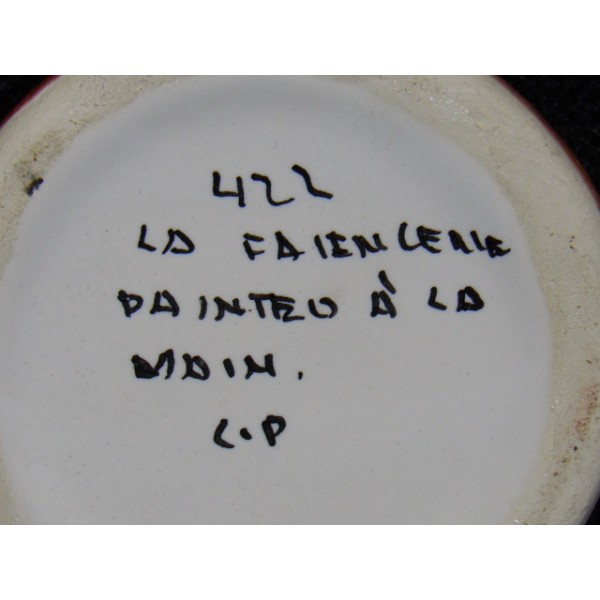 422
LA FAIENCERIE
PAINTED À LA
MAIN.
C.P